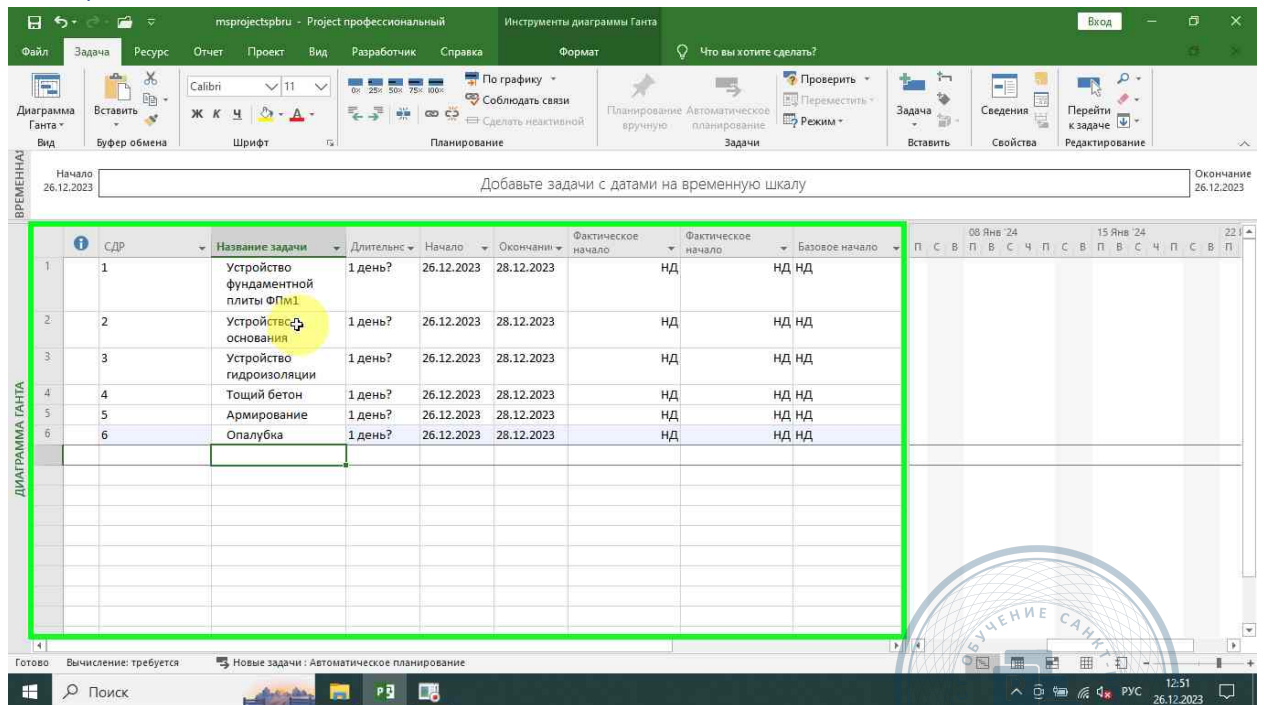 msprojectspbru - Project профессиональный
Инструменты диаграммы Ганта
Вход
Файл Задача Ресурс Отчет Проект Вид Разработчик Справка Формат Что вы хотите сделать?
Диаграмма Ганта
Вставить
Calibri 11
Ж К Ч А
0× 25× 50× 75× 100×
По графику
Соблюдать связи
Сделать неактивной
Планирование вручную
Автоматическое планирование
Проверить
Переместить
Режим
Задача
Сведения
Перейти к задаче
Вид Буфер обмена Шрифт Планирование Задачи Вставить Свойства Редактирование
Начало
26.12.2023
Добавьте задачи с датами на временную шкалу
Окончание
26.12.2023
ДИАГРАММА ГАНТА
СДР Название задачи Начало Фактическое начало Фактическое начало Базовое начало
08 Янв '24 15 Янв '24
П С В П В С Ч П С В П В С Ч П С В П
1 1 Устройство фундаментной плиты ФПм1 1 день? 26.12.2023 28.12.2023 НД НД НД
2 2 Устройство основания 1 день? 26.12.2023 28.12.2023 НД НД НД
3 3 Устройство гидроизоляции 1 день? 26.12.2023 28.12.2023 НД НД НД
4 4 Тощий бетон 1 день? 26.12.2023 28.12.2023 НД НД НД
5 5 Армирование 1 день? 26.12.2023 28.12.2023 НД НД НД
6 6 Опалубка 1 день? 26.12.2023 28.12.2023 НД НД НД
ОБУЧЕНИЕ
Готово Вычисление: требуется Новые задачи : Автоматическое планирование
Поиск
РУС
12:51
26.12.2023